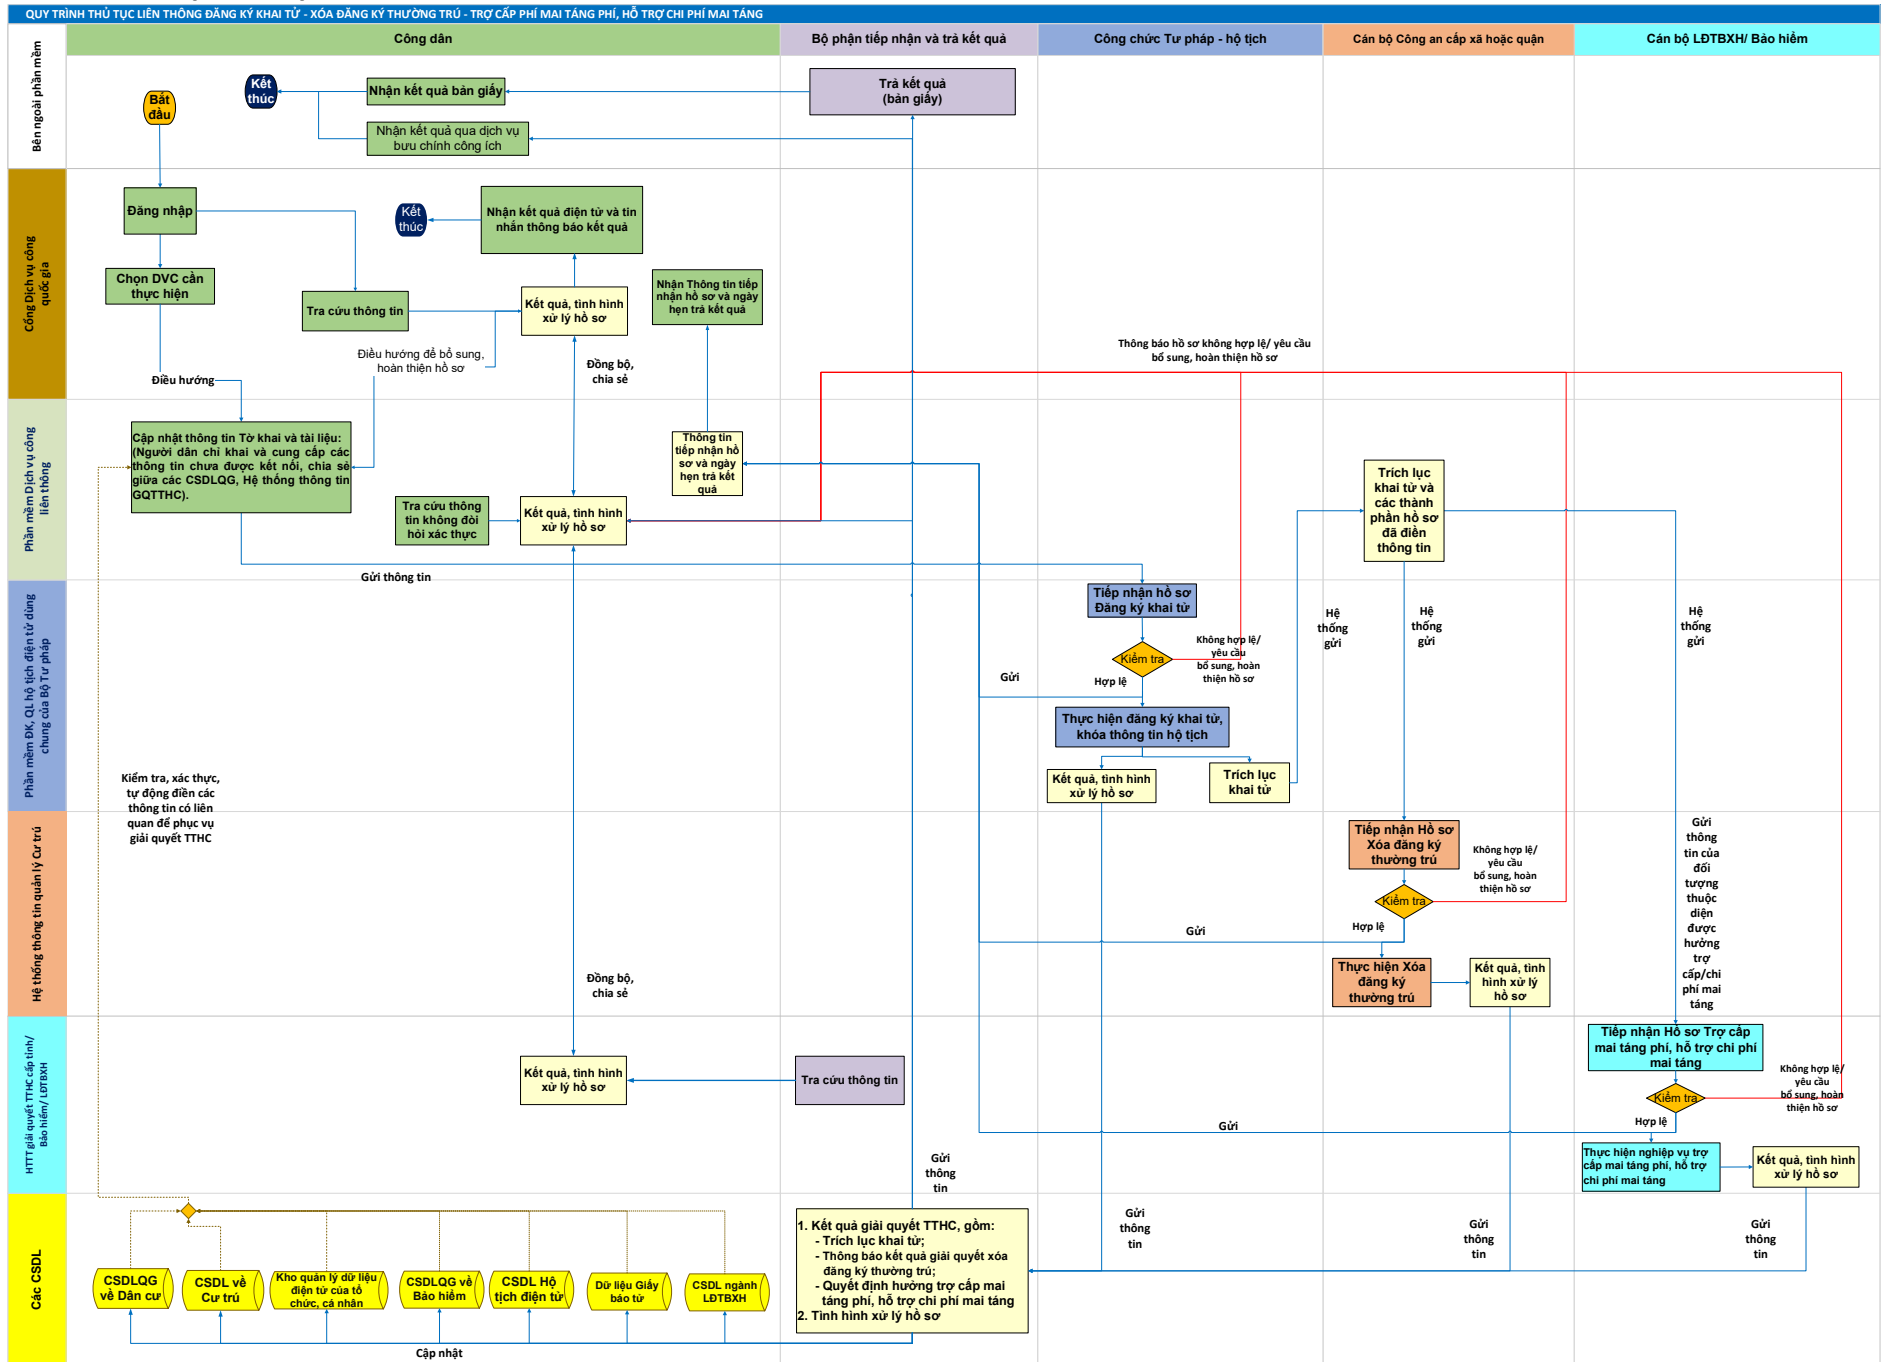 QUY TRÌNH THỦ TỤC LIÊN THÔNG ĐĂNG KÝ KHAI TỬ - XÓA ĐĂNG KÝ THƯỜNG TRÚ - TRỢ CẤP PHÍ MAI TÁNG PHÍ, HỖ TRỢ CHI PHÍ MAI TÁNG
Công dân
Bộ phận tiếp nhận và trả kết quả
Công chức Tư pháp - hộ tịch
Cán bộ Công an cấp xã hoặc quận
Cán bộ LĐTBXH/ Bảo hiểm
Bên ngoài phần mềm
Bắt
đầu
Kết
thúc
Nhận kết quả bản giấy
Nhận kết quả qua dịch vụ
bưu chính công ích
Trả kết quả
(bản giấy)
Cổng Dịch vụ công
quốc gia
Đăng nhập
Chọn DVC cần
thực hiện
Tra cứu thông tin
Kết
thúc
Nhận kết quả điện tử và tin
nhắn thông báo kết quả
Kết quả, tình hình
xử lý hồ sơ
Nhận Thông tin tiếp
nhận hồ sơ và ngày
hẹn trả kết quả
Điều hướng để bổ sung,
hoàn thiện hồ sơ
Điều hướng
Đồng bộ,
chia sẻ
Thông báo hồ sơ không hợp lệ/ yêu cầu
bổ sung, hoàn thiện hồ sơ
Phần mềm Dịch vụ công
liên thông
Cập nhật thông tin Tờ khai và tài liệu:
(Người dân chỉ khai và cung cấp các
thông tin chưa được kết nối, chia sẻ
giữa các CSDLQG, Hệ thống thông tin
GQTTHC).
Tra cứu thông
tin không đòi
hỏi xác thực
Kết quả, tình hình
xử lý hồ sơ
Thông tin
tiếp nhận hồ
sơ và ngày
hẹn trả kết
quả
Trích lục
khai tử và
các thành
phần hồ sơ
đã điền
thông tin
Gửi thông tin
Phần mềm ĐK, QL hộ tịch điện tử dùng
chung của Bộ Tư pháp
Tiếp nhận hồ sơ
Đăng ký khai tử
Kiểm tra
Không hợp lệ/
yêu cầu
bổ sung, hoàn
thiện hồ sơ
Hợp lệ
Gửi
Thực hiện đăng ký khai tử,
khóa thông tin hộ tịch
Kết quả, tình hình
xử lý hồ sơ
Trích lục
khai tử
Hệ
thống
gửi
Hệ
thống
gửi
Hệ
thống
gửi
Kiểm tra, xác thực,
tự động điền các
thông tin có liên
quan để phục vụ
giải quyết TTHC
Hệ thống thông tin quản lý Cư trú
Tiếp nhận Hồ sơ
Xóa đăng ký
thường trú
Kiểm tra
Không hợp lệ/
yêu cầu
bổ sung, hoàn
thiện hồ sơ
Hợp lệ
Gửi
Thực hiện Xóa
đăng ký
thường trú
Kết quả, tình
hình xử lý
hồ sơ
Gửi
thông
tin của
đối
tượng
thuộc
diện
được
hưởng
trợ
cấp/chi
phí mai
táng
Đồng bộ,
chia sẻ
HTTT giải quyết TTHC cấp tỉnh/
Bảo hiểm/ LĐTBXH
Kết quả, tình hình
xử lý hồ sơ
Tra cứu thông tin
Tiếp nhận Hồ sơ Trợ cấp
mai táng phí, hỗ trợ chi phí
mai táng
Kiểm tra
Không hợp lệ/
yêu cầu
bổ sung, hoàn
thiện hồ sơ
Hợp lệ
Gửi
Thực hiện nghiệp vụ trợ
cấp mai táng phí, hỗ trợ
chi phí mai táng
Kết quả, tình hình
xử lý hồ sơ
Gửi
thông
tin
Các CSDL
CSDLQG
về Dân cư
CSDL về
Cư trú
Kho quản lý dữ liệu
điện tử của tổ
chức, cá nhân
CSDLQG về
Bảo hiểm
CSDL Hộ
tịch điện tử
Dữ liệu Giấy
báo tử
CSDL ngành
LĐTBXH
1. Kết quả giải quyết TTHC, gồm:
- Trích lục khai tử;
- Thông báo kết quả giải quyết xóa
đăng ký thường trú;
- Quyết định hưởng trợ cấp mai
táng phí, hỗ trợ chi phí mai táng
2. Tình hình xử lý hồ sơ
Gửi
thông
tin
Gửi
thông
tin
Gửi
thông
tin
Cập nhật